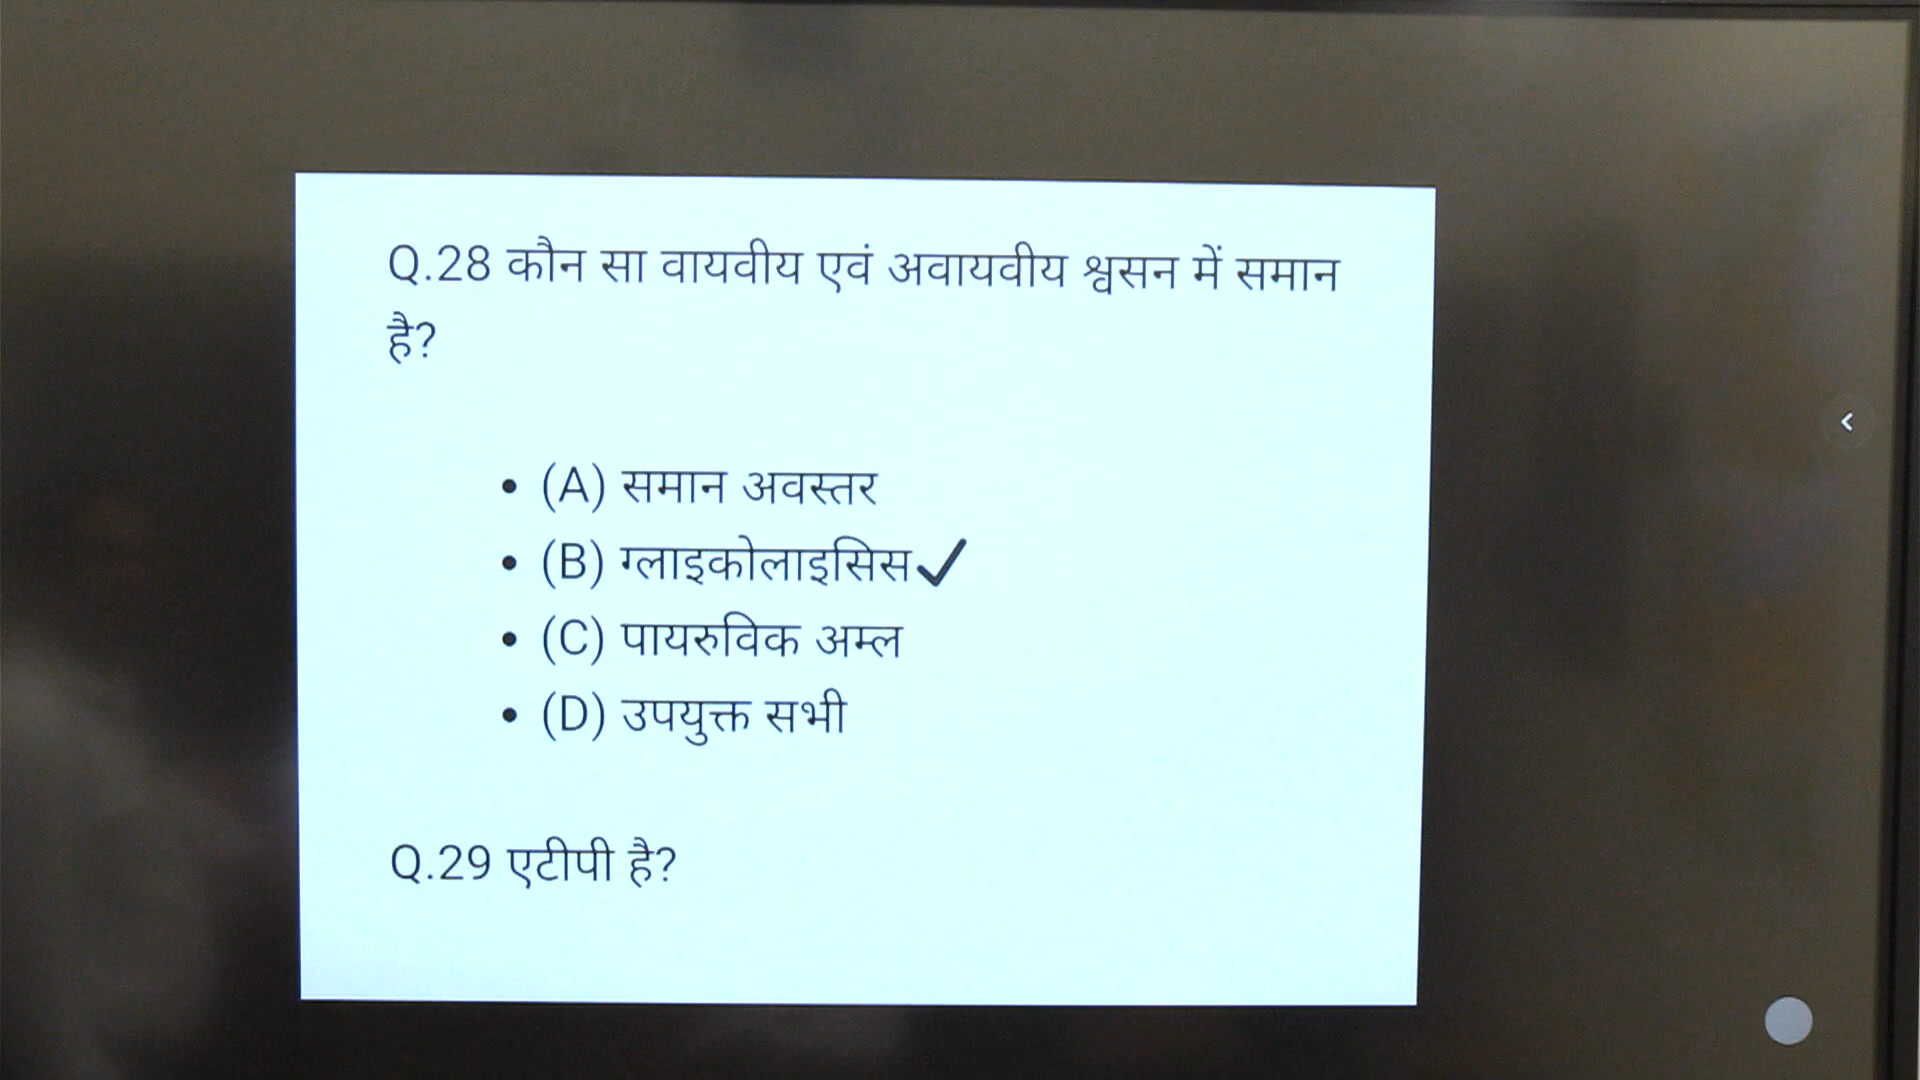 Q.28 कौन सा वायवीय एवं अवायवीय श्वसन में समान
है?
• (A) समान अवस्तर
• (B) ग्लाइकोलाइसिस✓
• (C) पायरुविक अम्ल
• (D) उपयुक्त सभी
Q.29 एटीपी है?